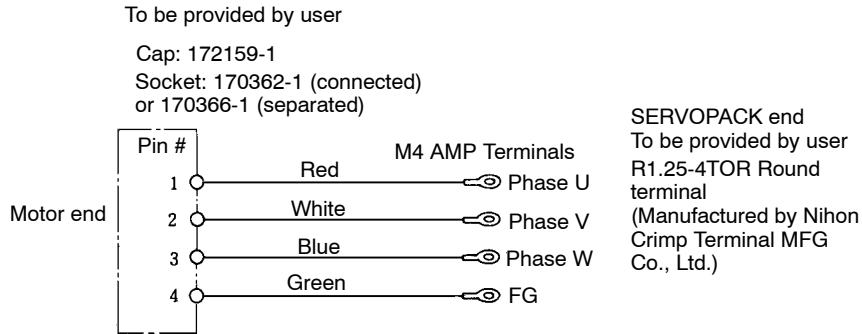 To be provided by user
Cap: 172159-1
Socket: 170362-1 (connected)
or 170366-1 (separated)
Pin #
M4 AMP Terminals
Motor end
1
Red
Phase U
2
White
Phase V
3
Blue
Phase W
4
Green
FG
SERVOPACK end
To be provided by user
R1.25-4TOR Round
terminal
(Manufactured by Nihon
Crimp Terminal MFG
Co., Ltd.)